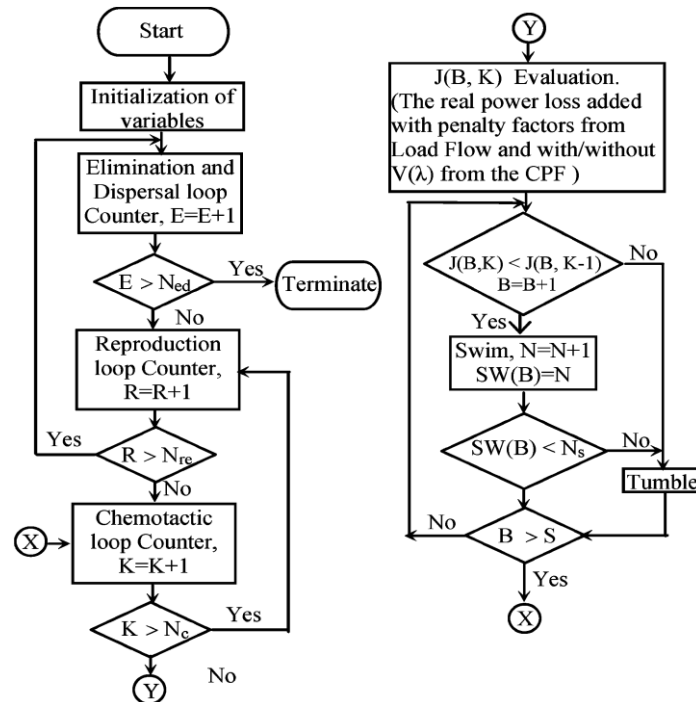 Start
Initialization of
variables
Elimination and
Dispersal loop
Counter, E=E+1
E > Ned
Yes
Terminate
No
Reproduction
loop Counter,
R=R+1
Yes
R > Nre
No
X
Chemotactic
loop Counter,
K=K+1
K > Nc
Yes
No
Y
Y
J(B, K) Evaluation.
(The real power loss added
with penalty factors from
Load Flow and with/without
V(λ) from the CPF )
J(B,K) < J(B, K-1)
B=B+1
No
Yes
Swim, N=N+1
SW(B)=N
SW(B) < Ns
No
Tumble
No
B > S
Yes
X